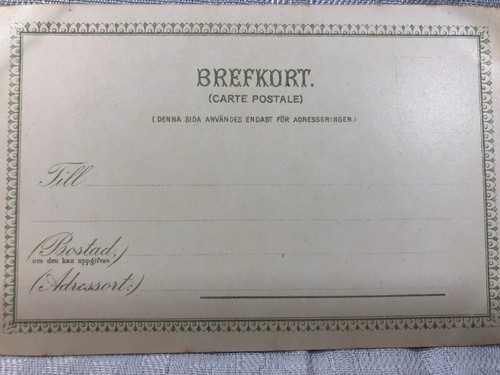 BREFKORT.
(CARTE POSTALE)
(DENNA SIDA ANVÄNDES ENDAST FÖR ADRESSERINGEN.)
Till
(Bostad,)
om den kan uppgifvas
(Adressort:)